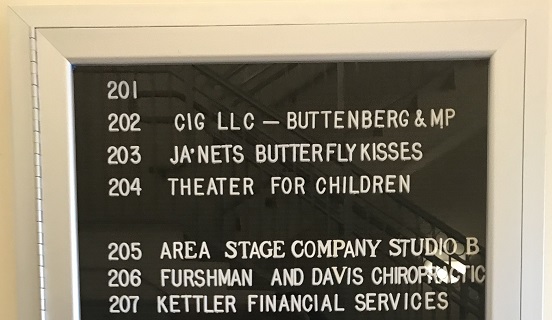 201
202 CIG LLC — BUTTENBERG & MP
203 JA•NETS BUTTERFLY KISSES
204 THEATER FOR CHILDREN
205 AREA STAGE COMPANY STUDIO B
206 FURSHMAN AND DAVIS CHIROPRACTIC
207 KETTLER FINANCIAL SERVICES